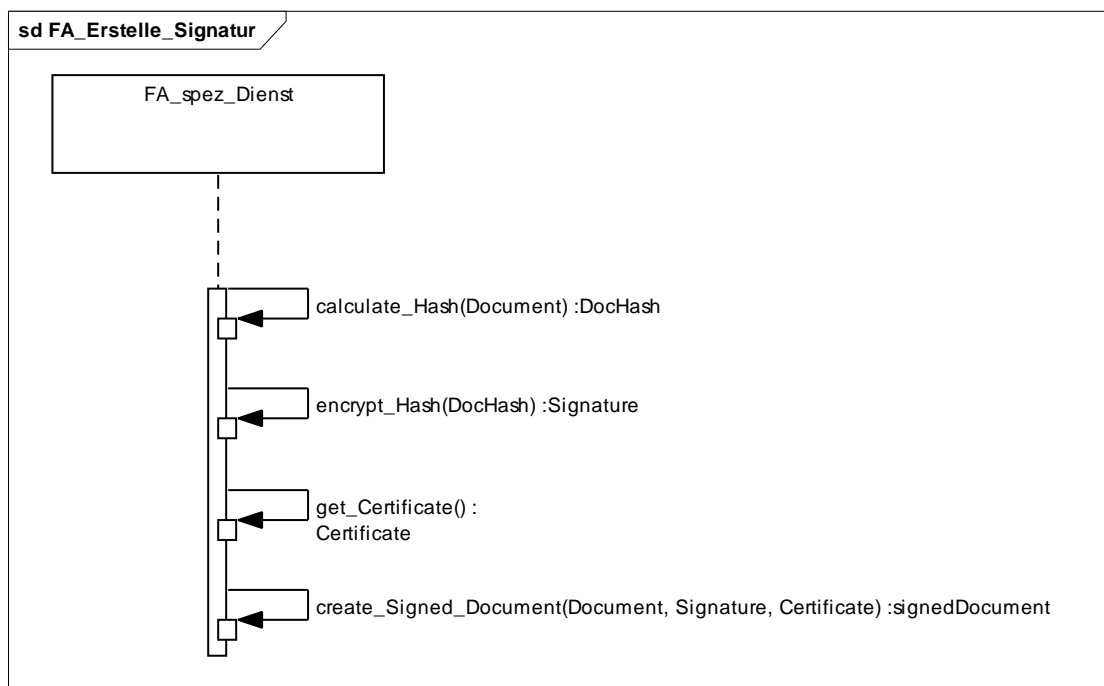 sd FA_Erstelle_Signatur
FA_spez_Dienst
calculate_Hash(Document) :DocHash
encrypt_Hash(DocHash) :Signature
get_Certificate() :
Certificate
create_Signed_Document(Document, Signature, Certificate) :signedDocument